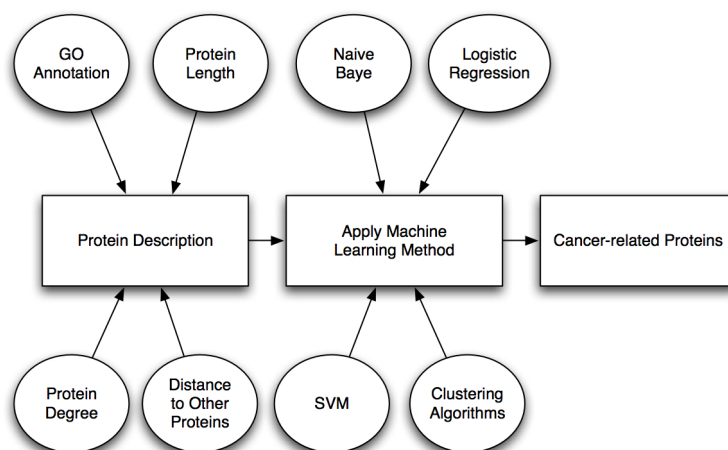 GO
Annotation
Protein
Length
Naive
Baye
Logistic
Regression
Protein Description
Apply Machine
Learning Method
Cancer-related Proteins
Protein
Degree
Distance
to Other
Proteins
SVM
Clustering
Algorithms